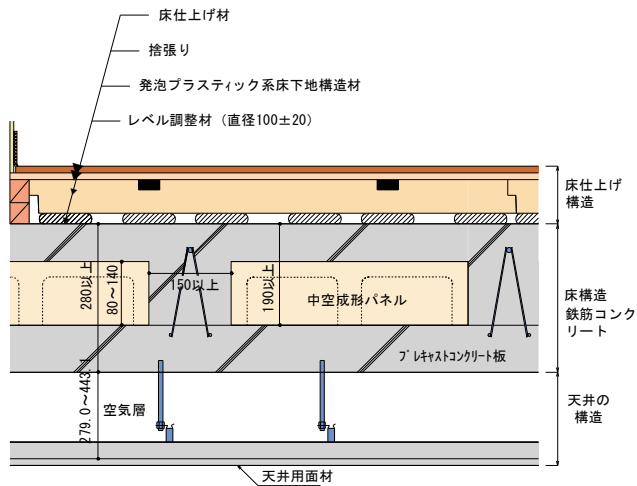 床仕上げ材
捨張り
発泡プラスティック系床下地構造材
レベル調整材（直径100±20）
床仕上げ
構造
280以上
80～140
150以上
190以上
中空成形パネル
床構造
鉄筋コンク
リート
ﾌﾟﾚｷｬｽﾄｺﾝｸﾘｰﾄ板
279.0～443.1
空気層
天井の
構造
天井用面材